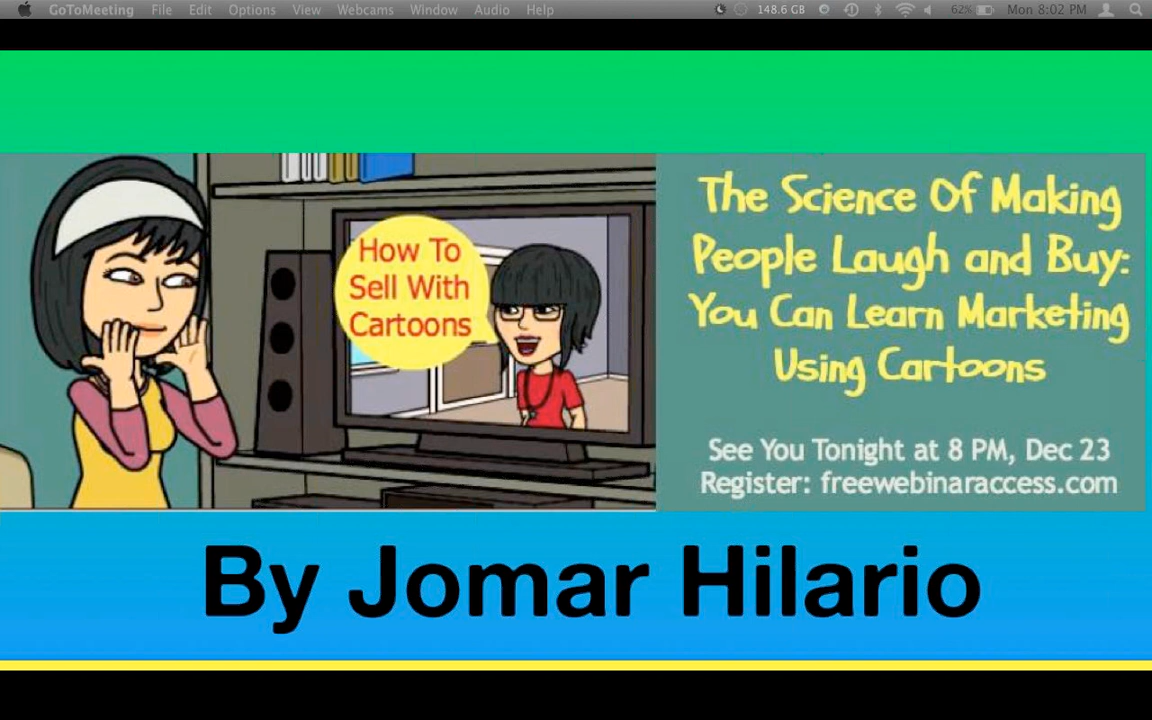 GoToMeeting File Edit Options View Webcams Window Audio Help 148.6 GB 62% Mon 8:02 PM
How To
Sell With
Cartoons
The Science Of Making
People Laugh and Buy:
You Can Learn Marketing
Using Cartoons
See You Tonight at 8 PM, Dec 23
Register: freewebinaraccess.com
By Jomar Hilario